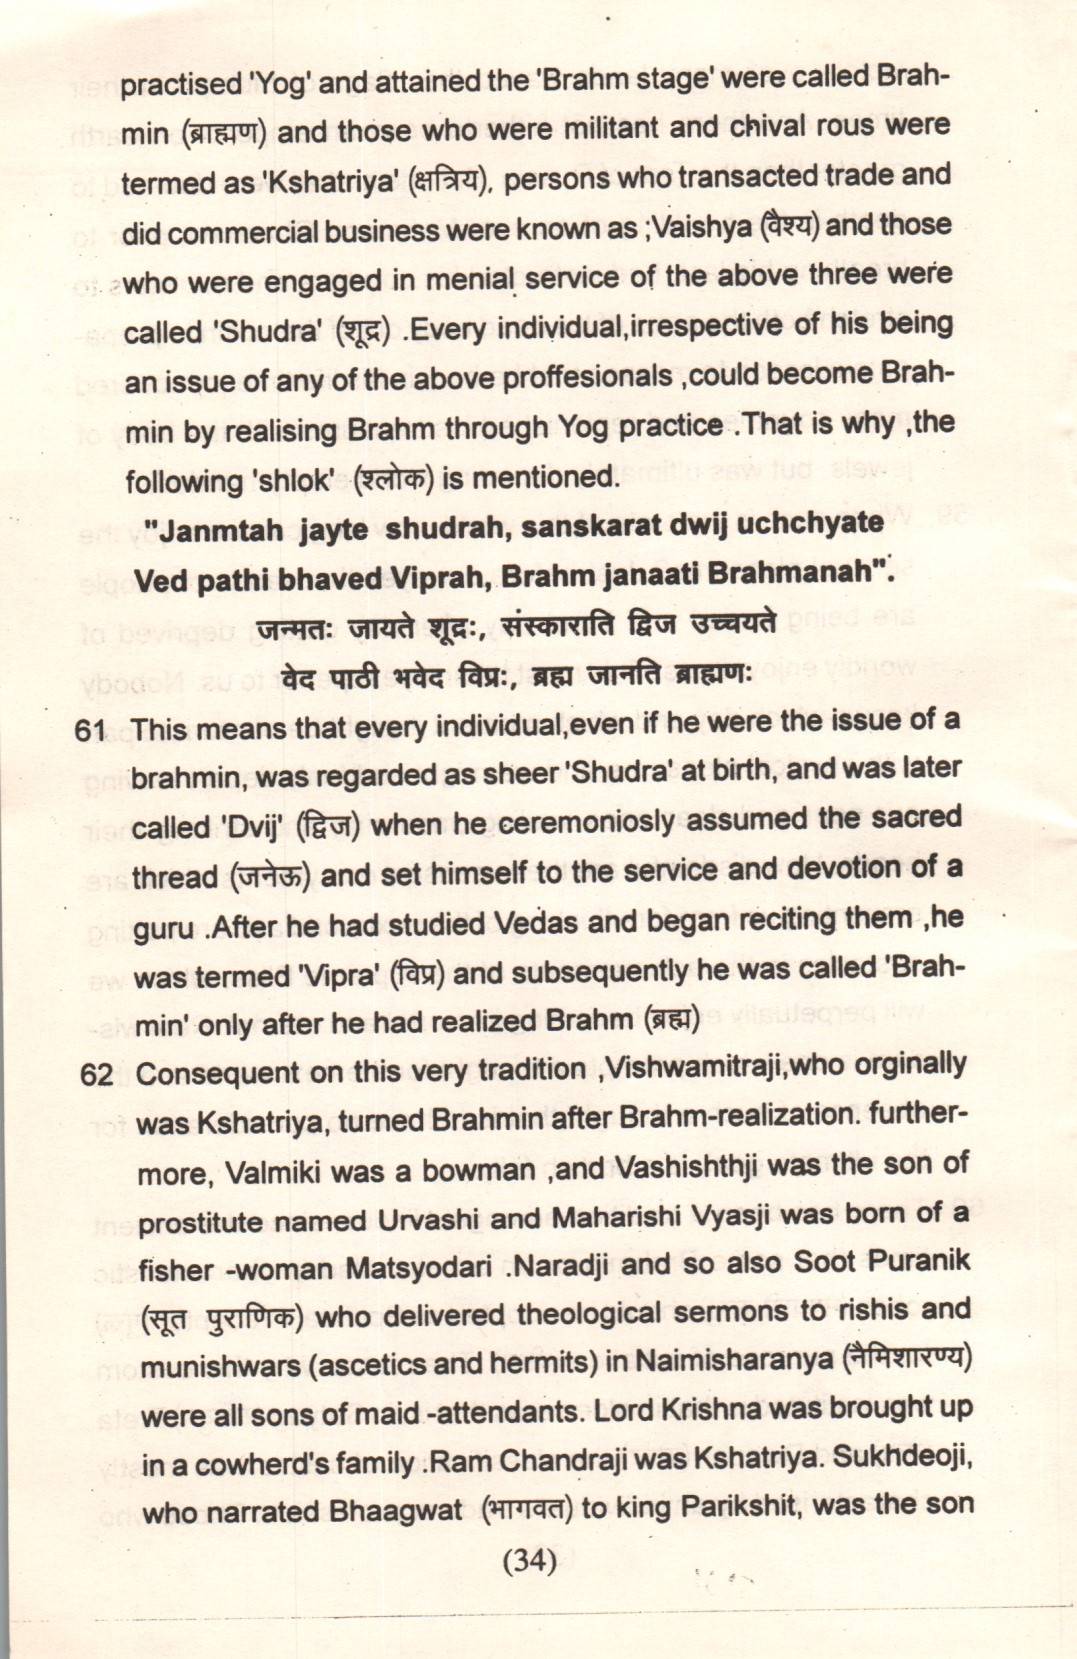 practised 'Yog' and attained the 'Brahm stage' were called Brah-
min (ब्राह्मण) and those who were militant and chival rous were
termed as 'Kshatriya' (क्षत्रिय), persons who transacted trade and
did commercial business were known as ;Vaishya (वैश्य) and those
who were engaged in menial service of the above three were
called 'Shudra' (शूद्र) .Every individual,irrespective of his being
an issue of any of the above proffesionals ,could become Brah-
min by realising Brahm through Yog practice .That is why ,the
following 'shlok' (श्लोक) is mentioned.
"Janmtah jayte shudrah, sanskarat dwij uchchyate
Ved pathi bhaved Viprah, Brahm janaati Brahmanah".
जन्मतः जायते शूद्रः, संस्काराति द्विज उच्चयते
वेद पाठी भवेद विप्रः, ब्रह्म जानति ब्राह्मणः
61 This means that every individual,even if he were the issue of a
brahmin, was regarded as sheer 'Shudra' at birth, and was later
called 'Dvij' (द्विज) when he ceremoniosly assumed the sacred
thread (जनेऊ) and set himself to the service and devotion of a
guru .After he had studied Vedas and began reciting them ,he
was termed 'Vipra' (विप्र) and subsequently he was called 'Brah-
min' only after he had realized Brahm (ब्रह्म)
62 Consequent on this very tradition ,Vishwamitraji,who orginally
was Kshatriya, turned Brahmin after Brahm-realization. further-
more, Valmiki was a bowman ,and Vashishthji was the son of
prostitute named Urvashi and Maharishi Vyasji was born of a
fisher -woman Matsyodari .Naradji and so also Soot Puranik
(सूत पुराणिक) who delivered theological sermons to rishis and
munishwars (ascetics and hermits) in Naimisharanya (नैमिशारण्य)
were all sons of maid -attendants. Lord Krishna was brought up
in a cowherd's family .Ram Chandraji was Kshatriya. Sukhdeoji,
who narrated Bhaagwat (भागवत) to king Parikshit, was the son
(34)